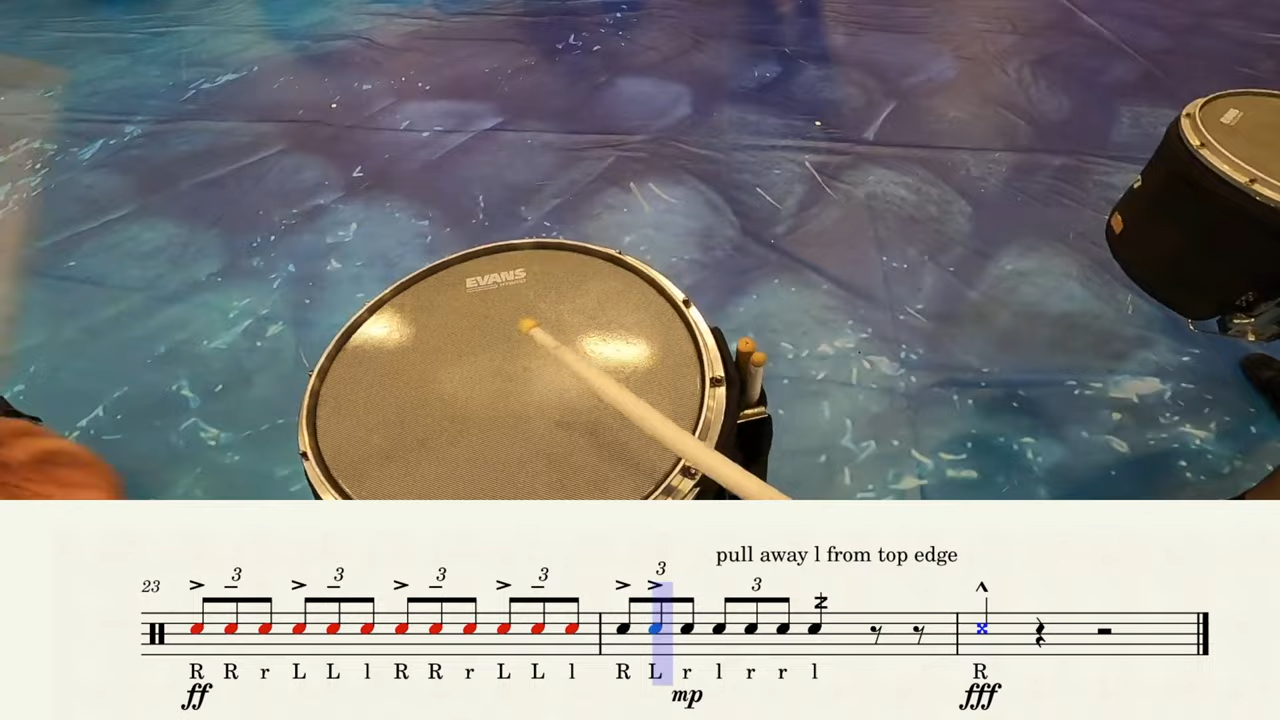 EVANS
pull away l from top edge
23 3 3 3 3 3 3
R R r L L l R R r L L l R L r l r r l R
ff mp fff